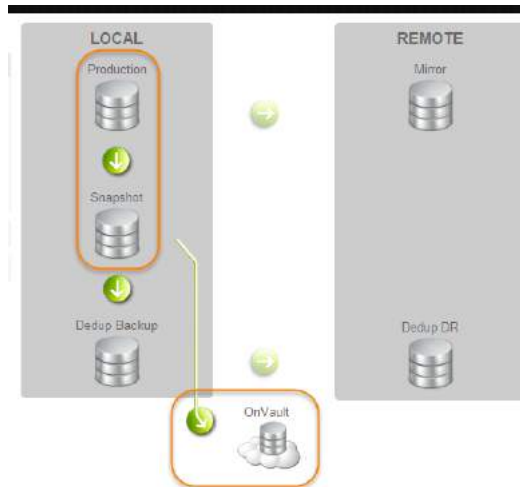 LOCAL
REMOTE
Production
Mirror
Snapshot
Dedup Backup
Dedup DR
OnVault